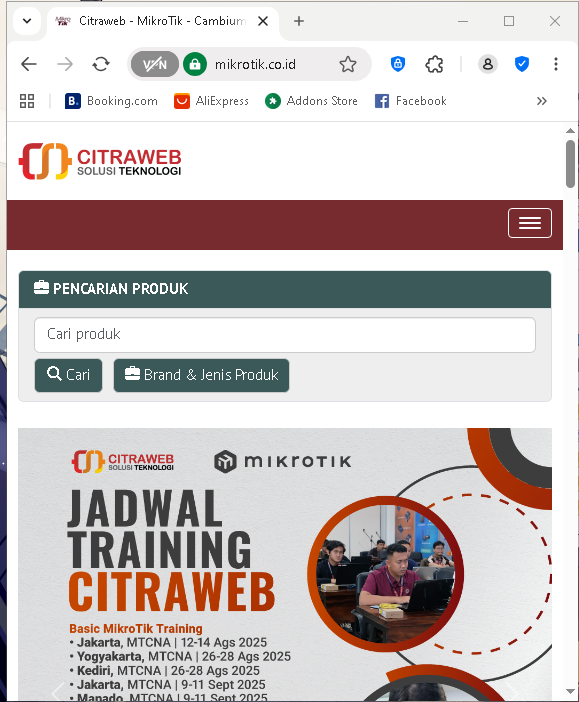 Citraweb - MikroTik - Cambium
VPN
mikrotik.co.id
B.
Booking.com
AliExpress
Addons Store
Facebook
CITRAWEB
SOLUSI TEKNOLOGI
PENCARIAN PRODUK
Cari produk
Cari
Brand & Jenis Produk
CITRAWEB
SOLUSI TEKNOLOGI
MIKROTIK
JADWAL
TRAINING
CITRAWEB
Basic MikroTik Training
• Jakarta, MTCNA | 12-14 Ags 2025
• Yogyakarta, MTCNA | 26-28 Ags 2025
• Kediri, MTCNA | 26-28 Ags 2025
• Jakarta, MTCNA | 9-11 Sept 2025
• Manado, MTCNA | 9-11 Sept 2025